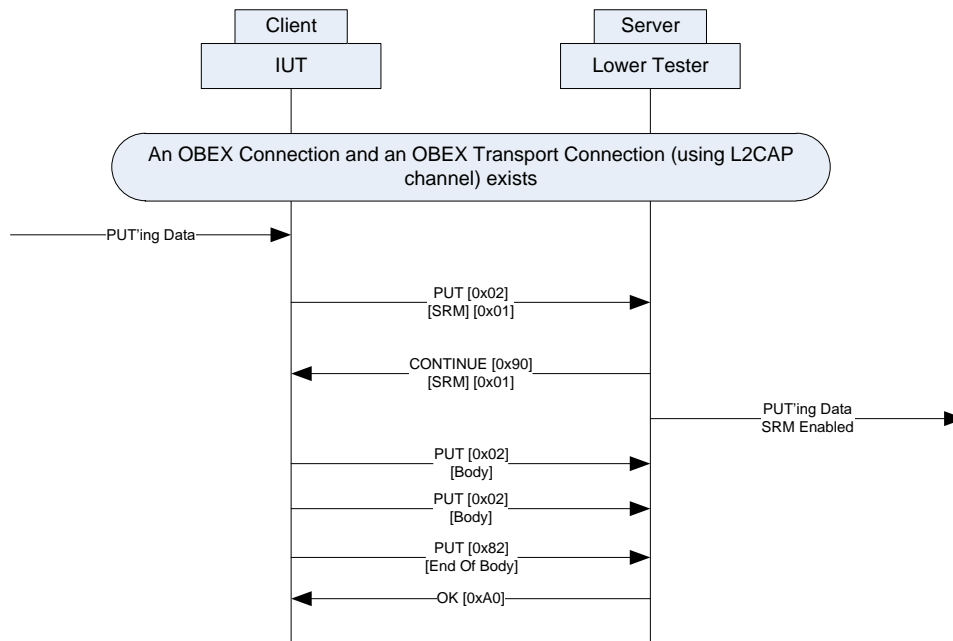 Client
Server
IUT
Lower Tester
An OBEX Connection and an OBEX Transport Connection (using L2CAP
channel) exists
PUT’ing Data
PUT [0x02]
[SRM] [0x01]
CONTINUE [0x90]
[SRM] [0x01]
PUT’ing Data
SRM Enabled
PUT [0x02]
[Body]
PUT [0x02]
[Body]
PUT [0x82]
[End Of Body]
OK [0xA0]